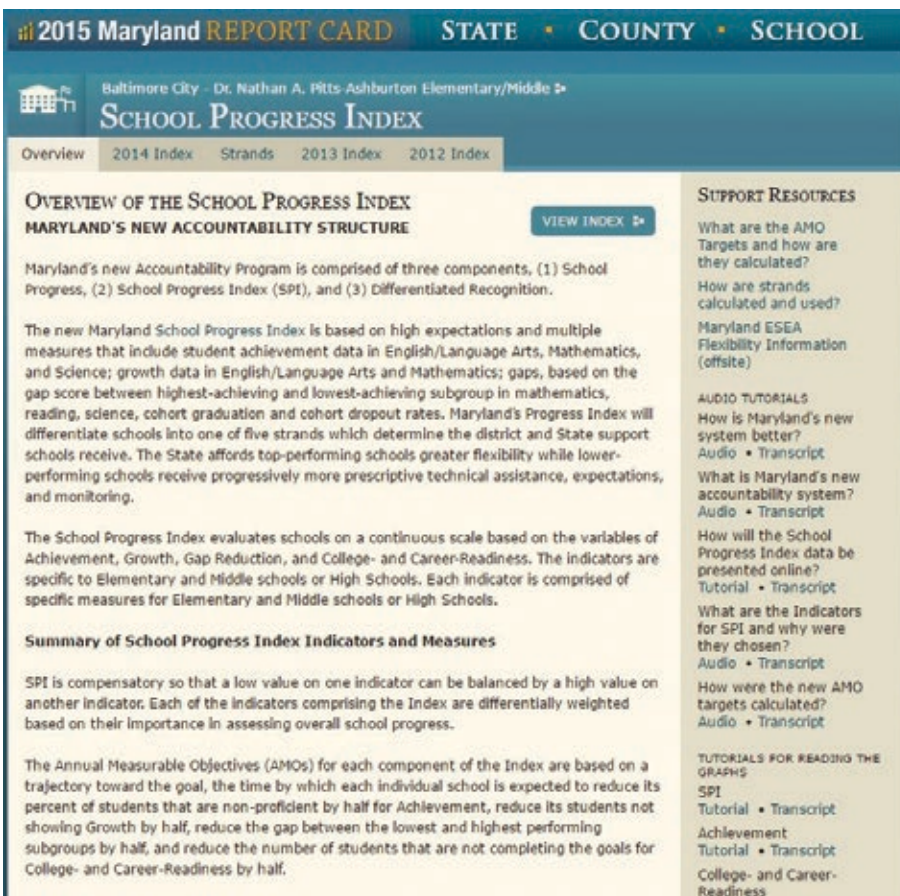 2015 Maryland REPORT CARD STATE • COUNTY • SCHOOL
Baltimore City - Dr. Nathan A. Pitts-Ashburton Elementary/Middle
SCHOOL PROGRESS INDEX
Overview 2014 Index Strands 2013 Index 2012 Index
OVERVIEW OF THE SCHOOL PROGRESS INDEX
MARYLAND'S NEW ACCOUNTABILITY STRUCTURE
VIEW INDEX
Maryland's new Accountability Program is comprised of three components, (1) School
Progress, (2) School Progress Index (SPI), and (3) Differentiated Recognition.
The new Maryland School Progress Index is based on high expectations and multiple
measures that include student achievement data in English/Language Arts, Mathematics,
and Science; growth data in English/Language Arts and Mathematics; gaps, based on the
gap score between highest-achieving and lowest-achieving subgroup in mathematics,
reading, science, cohort graduation and cohort dropout rates. Maryland's Progress Index will
differentiate schools into one of five strands which determine the district and State support
schools receive. The State affords top-performing schools greater flexibility while lower-
performing schools receive progressively more prescriptive technical assistance, expectations,
and monitoring.
The School Progress Index evaluates schools on a continuous scale based on the variables of
Achievement, Growth, Gap Reduction, and College- and Career-Readiness. The indicators are
specific to Elementary and Middle schools or High Schools. Each indicator is comprised of
specific measures for Elementary and Middle schools or High Schools.
Summary of School Progress Index Indicators and Measures
SPI is compensatory so that a low value on one indicator can be balanced by a high value on
another indicator. Each of the indicators comprising the Index are differentially weighted
based on their importance in assessing overall school progress.
The Annual Measurable Objectives (AMOs) for each component of the Index are based on a
trajectory toward the goal, the time by which each individual school is expected to reduce its
percent of students that are non-proficient by half for Achievement, reduce its students not
showing Growth by half, reduce the gap between the lowest and highest performing
subgroups by half, and reduce the number of students that are not completing the goals for
College- and Career-Readiness by half.
SUPPORT RESOURCES
What are the AMO
Targets and how are
they calculated?
How are strands
calculated and used?
Maryland ESEA
Flexibility Information
(offsite)
AUDIO TUTORIALS
How is Maryland's new
system better?
Audio • Transcript
What is Maryland's new
accountability system?
Audio • Transcript
How will the School
Progress Index data be
presented online?
Tutorial • Transcript
What are the Indicators
for SPI and why were
they chosen?
Audio • Transcript
How were the new AMO
targets calculated?
Audio • Transcript
TUTORIALS FOR READING THE
GRAPHS
SPI
Tutorial • Transcript
Achievement
Tutorial • Transcript
College- and Career-
Readiness